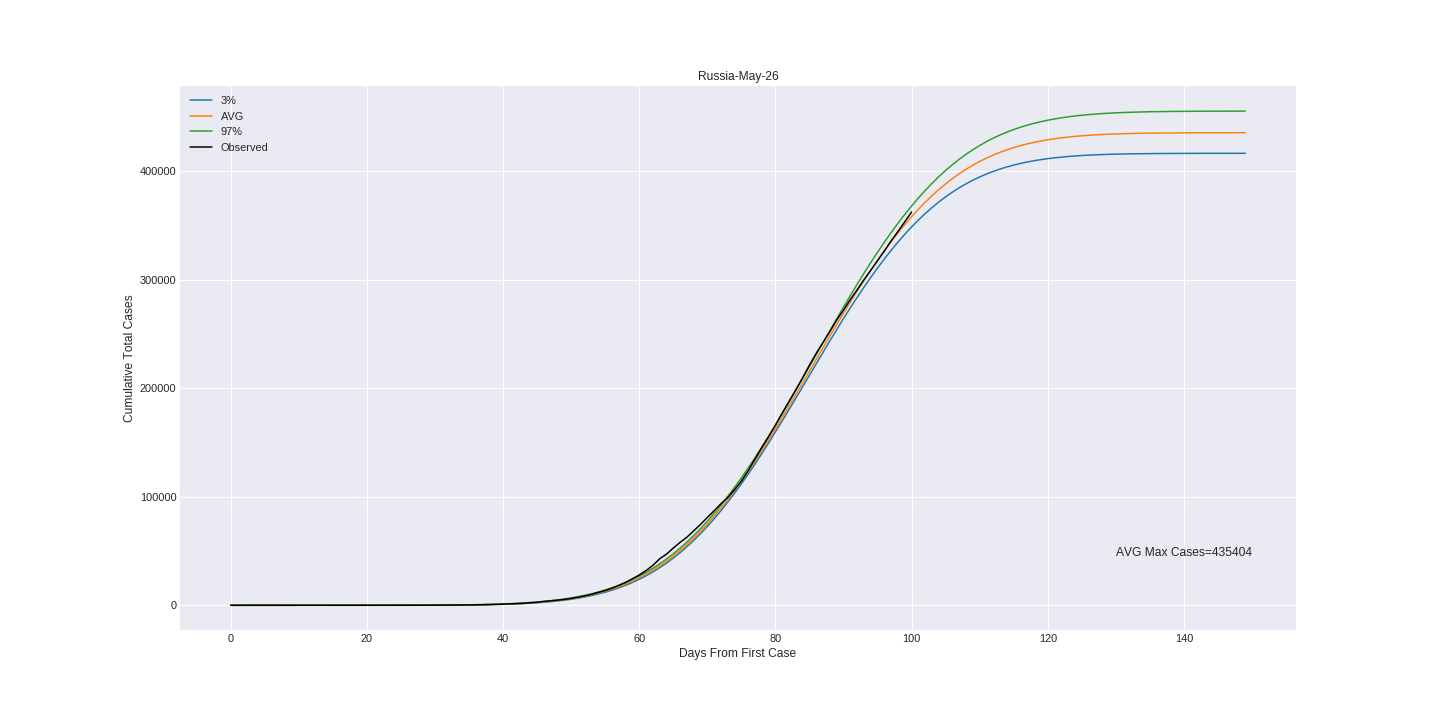 Russia-May-26
3%
AVG
97%
Observed
400000
300000
200000
100000
0
Cumulative Total Cases
AVG Max Cases=435404
0 20 40 60 80 100 120 140
Days From First Case